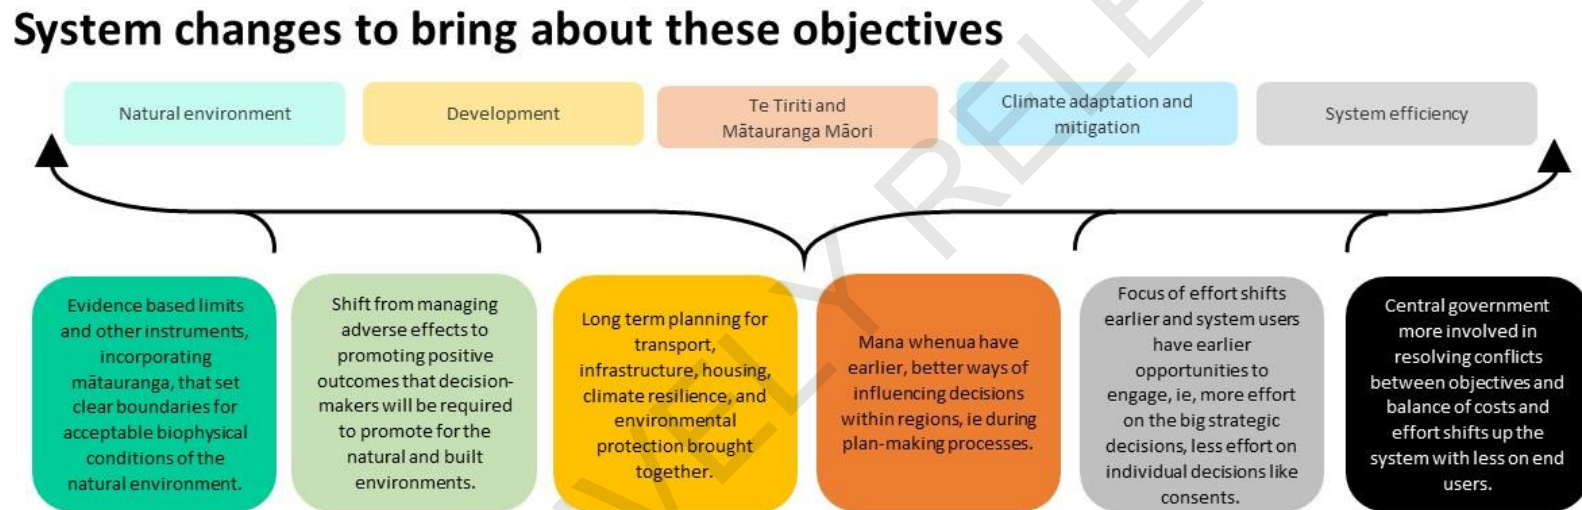 System changes to bring about these objectives
Natural environment
Development
Te Tiriti and
Mātauranga Māori
Climate adaptation and
mitigation
System efficiency
Evidence based limits
and other instruments,
incorporating
mātauranga, that set
clear boundaries for
acceptable biophysical
conditions of the
natural environment.
Shift from managing
adverse effects to
promoting positive
outcomes that decision-
makers will be required
to promote for the
natural and built
environments.
Long term planning for
transport,
infrastructure, housing,
climate resilience, and
environmental
protection brought
together.
Mana whenua have
earlier, better ways of
influencing decisions
within regions, ie during
plan-making processes.
Focus of effort shifts
earlier and system users
have earlier
opportunities to
engage, ie, more effort
on the big strategic
decisions, less effort on
individual decisions like
consents.
Central government
more involved in
resolving conflicts
between objectives and
balance of costs and
effort shifts up the
system with less on end
users.
VELY RELE